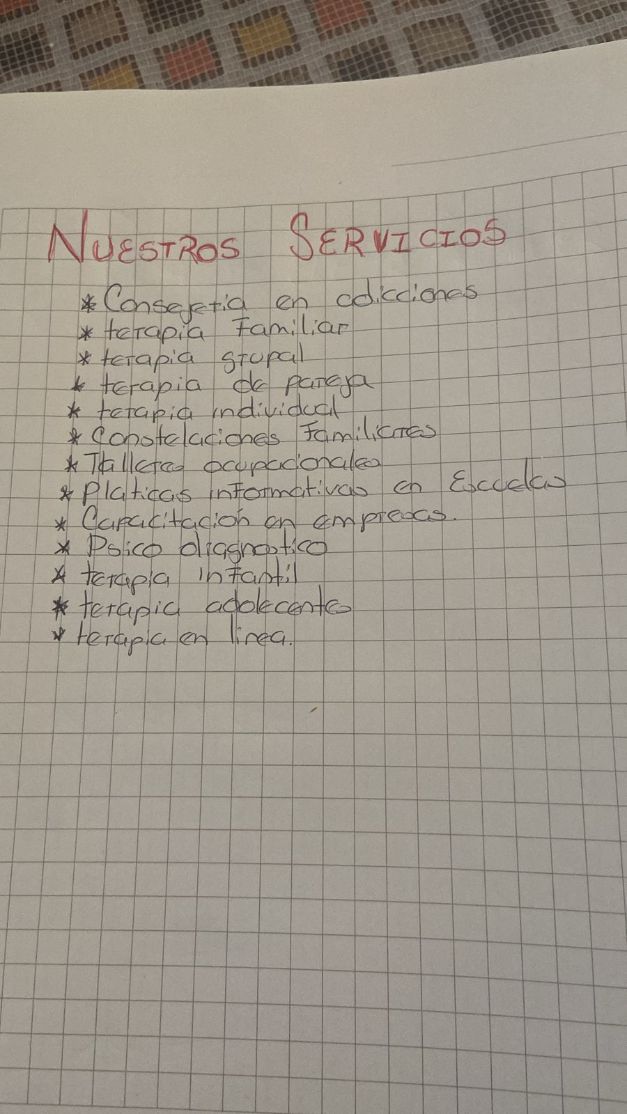 NUESTROS SERVICIOS
* Consejeria en adicciones
* terapia Familiar
* terapia grupal
* terapia de pareja
* terapia individual
* Constelaciones Familiares
* Talleres ocupacionales
* Platicas informativas en Escuelas
* Capacitacion en empresas.
* Psico diagnostico
* terapia infantil
* terapia adolecentes
* terapia en linea.